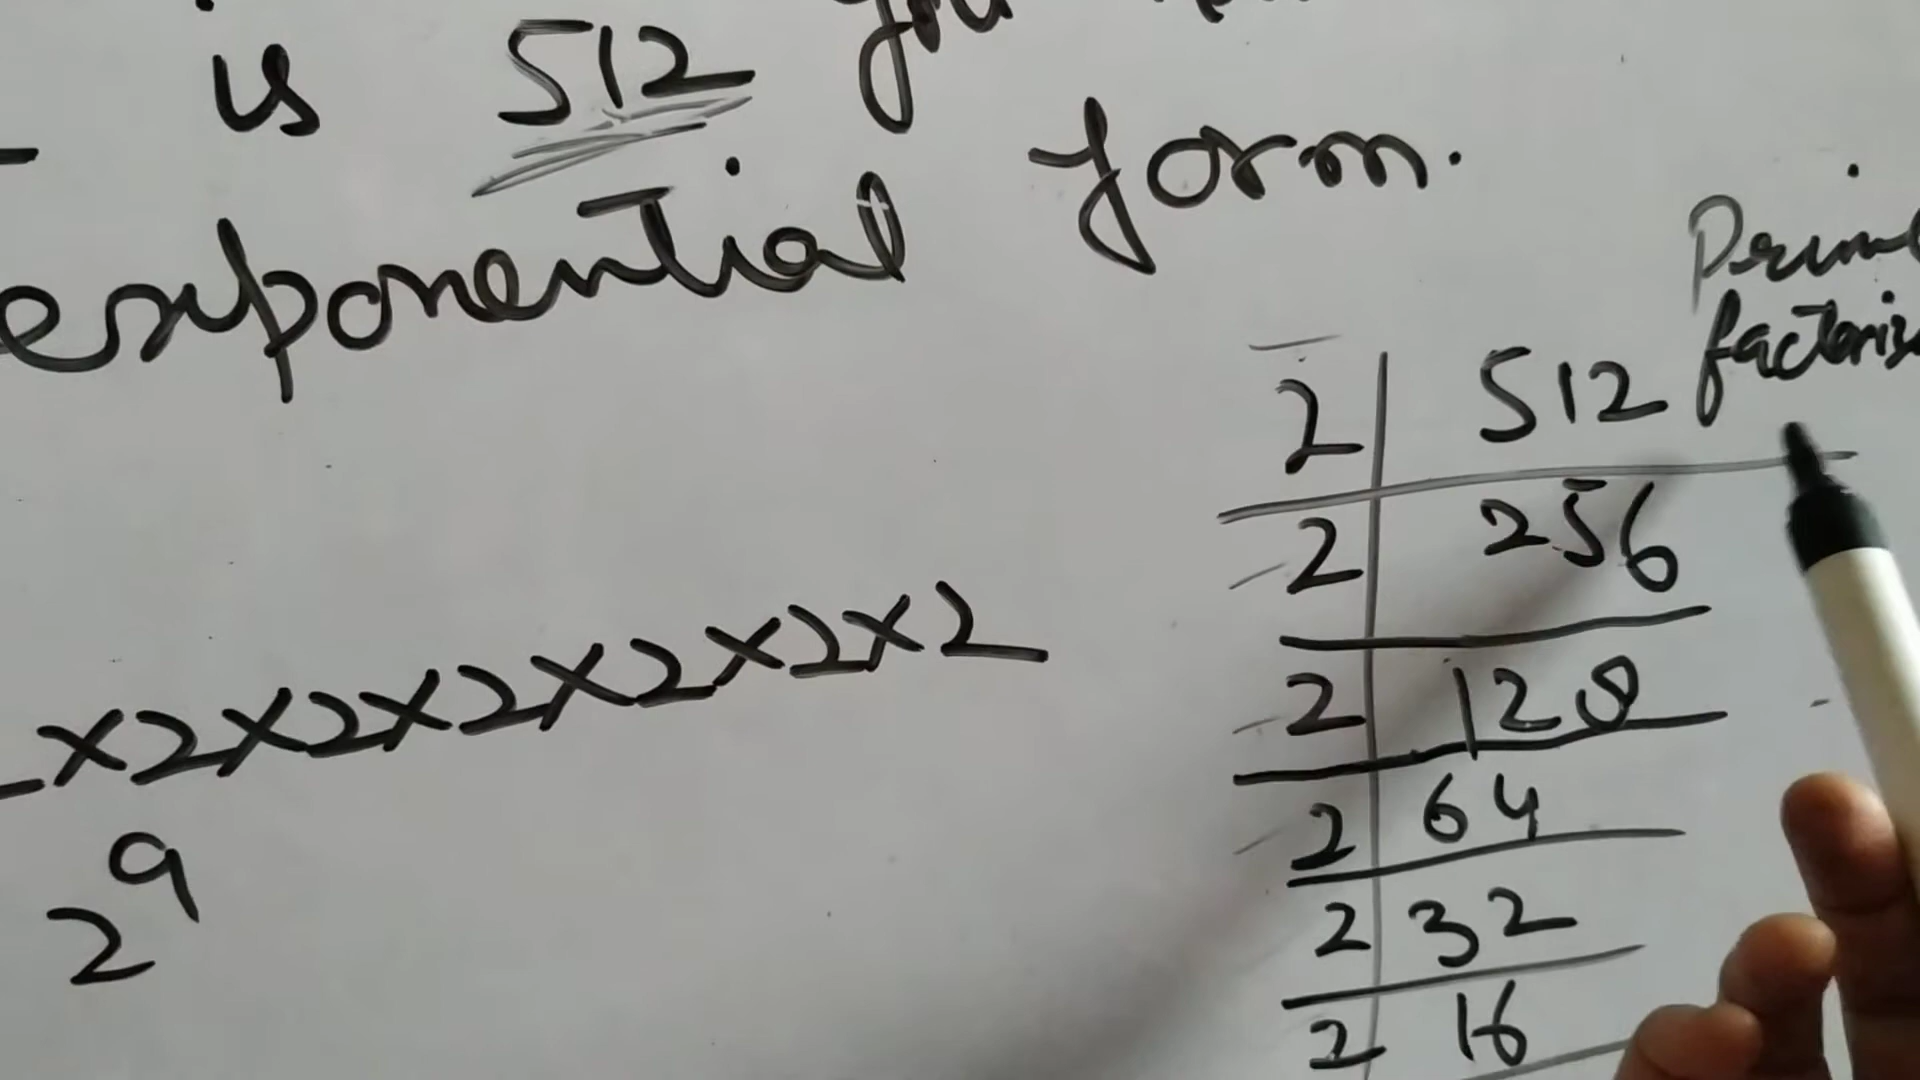 is 512 you
exponential form.
Prime
factoris
2 512
2 256
2 128
2 64
2 32
2 16
×2×2×2×2×2×2×2
2⁹